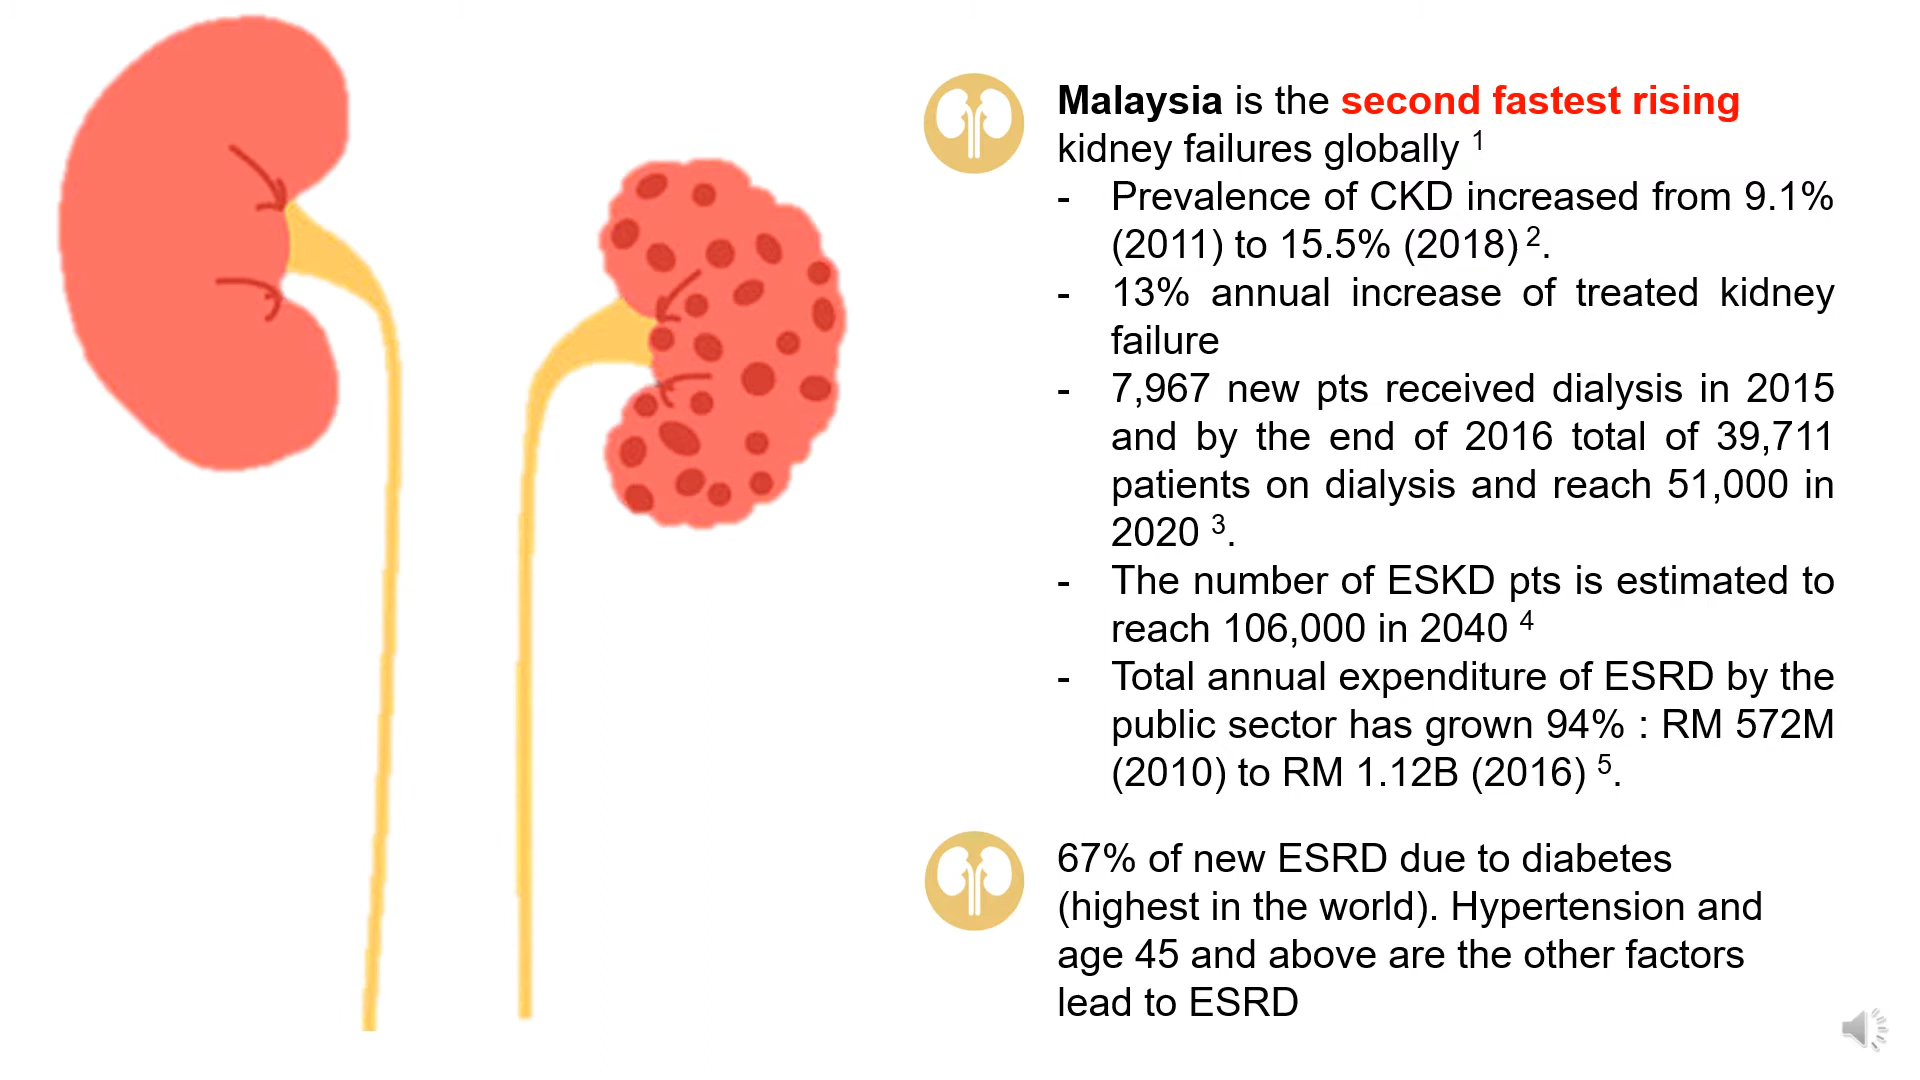 Malaysia is the second fastest rising
kidney failures globally 1
- Prevalence of CKD increased from 9.1%
(2011) to 15.5% (2018) 2.
- 13% annual increase of treated kidney
failure
- 7,967 new pts received dialysis in 2015
and by the end of 2016 total of 39,711
patients on dialysis and reach 51,000 in
2020 3.
- The number of ESKD pts is estimated to
reach 106,000 in 2040 4
- Total annual expenditure of ESRD by the
public sector has grown 94% : RM 572M
(2010) to RM 1.12B (2016) 5.
67% of new ESRD due to diabetes
(highest in the world). Hypertension and
age 45 and above are the other factors
lead to ESRD